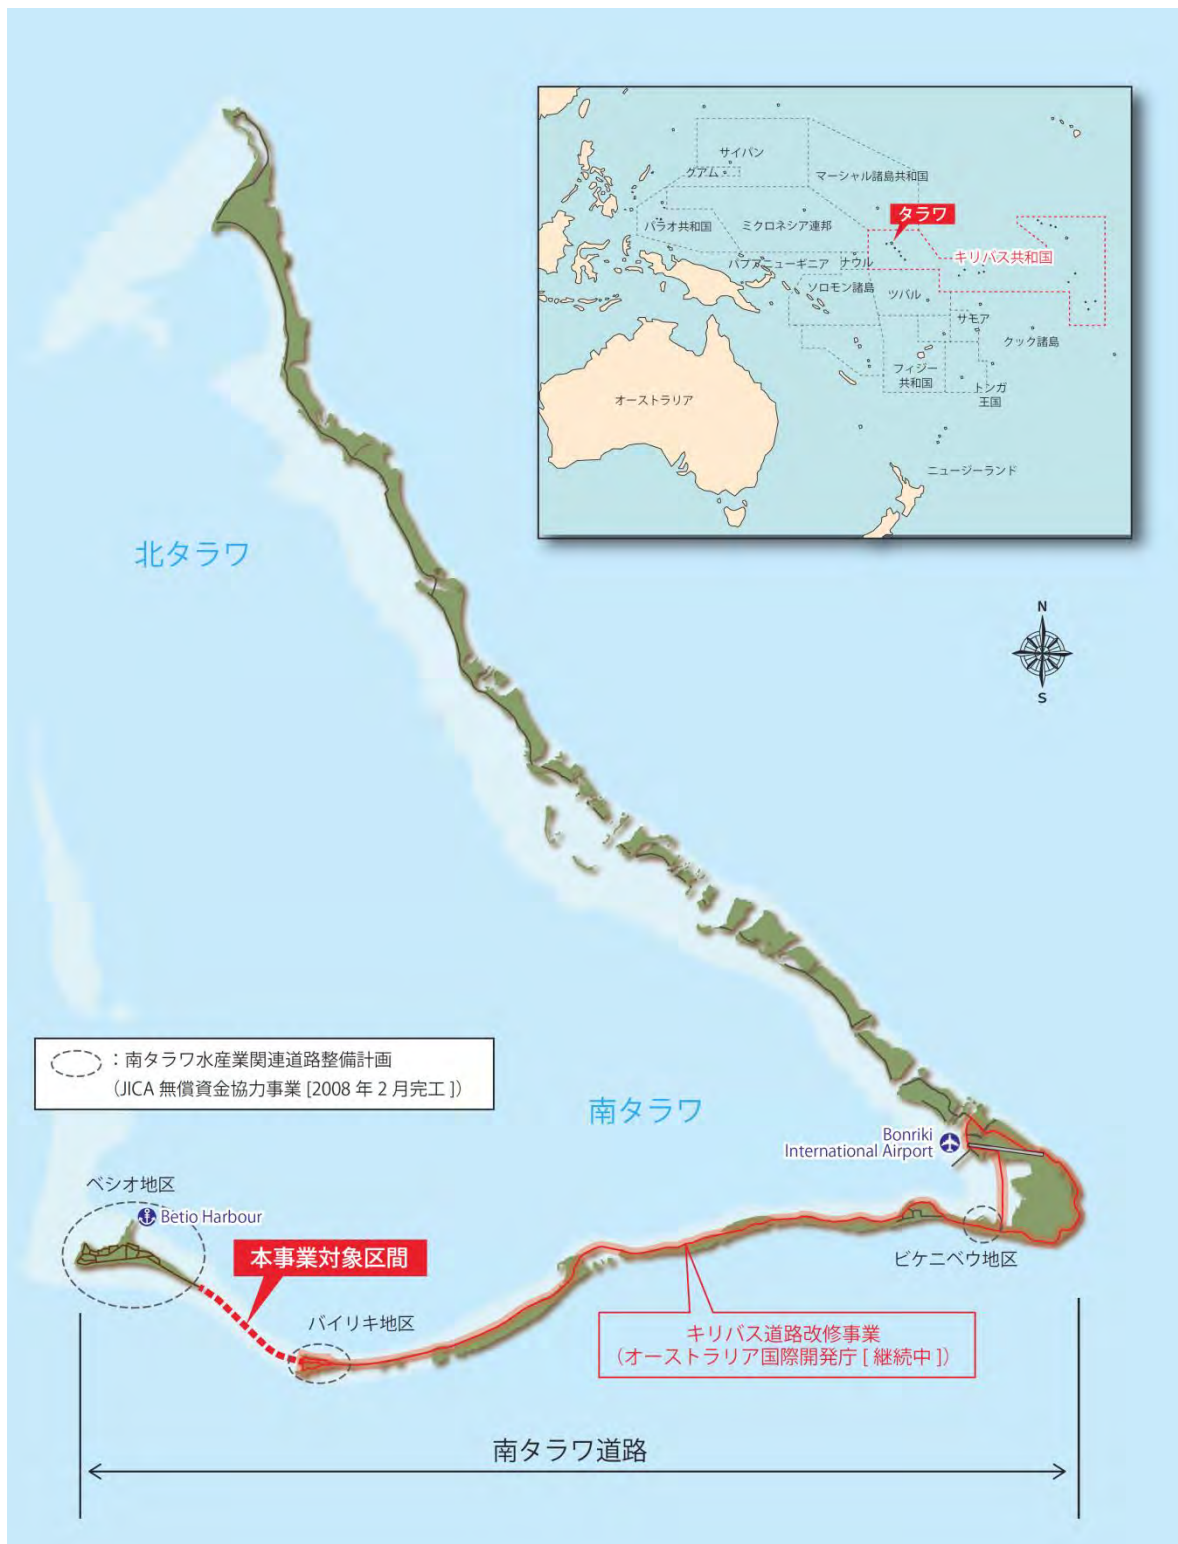 サイパン
グアム
マーシャル諸島共和国
タラワ
パラオ共和国
ミクロネシア連邦
キリバス共和国
パプアニューギニア
ナウル
ソロモン諸島
ツバル
サモア
クック諸島
フィジー
共和国
トンガ
王国
オーストラリア
ニュージーランド
北タラワ
N
S
:南タラワ水産業関連道路整備計画
(JICA 無償資金協力事業 [2008 年 2 月完工 ])
南タラワ
Bonriki
International Airport
ベシオ地区
Betio Harbour
本事業対象区間
ビケニベウ地区
バイリキ地区
キリバス道路改修事業
(オーストラリア国際開発庁 [ 継続中 ])
南タラワ道路